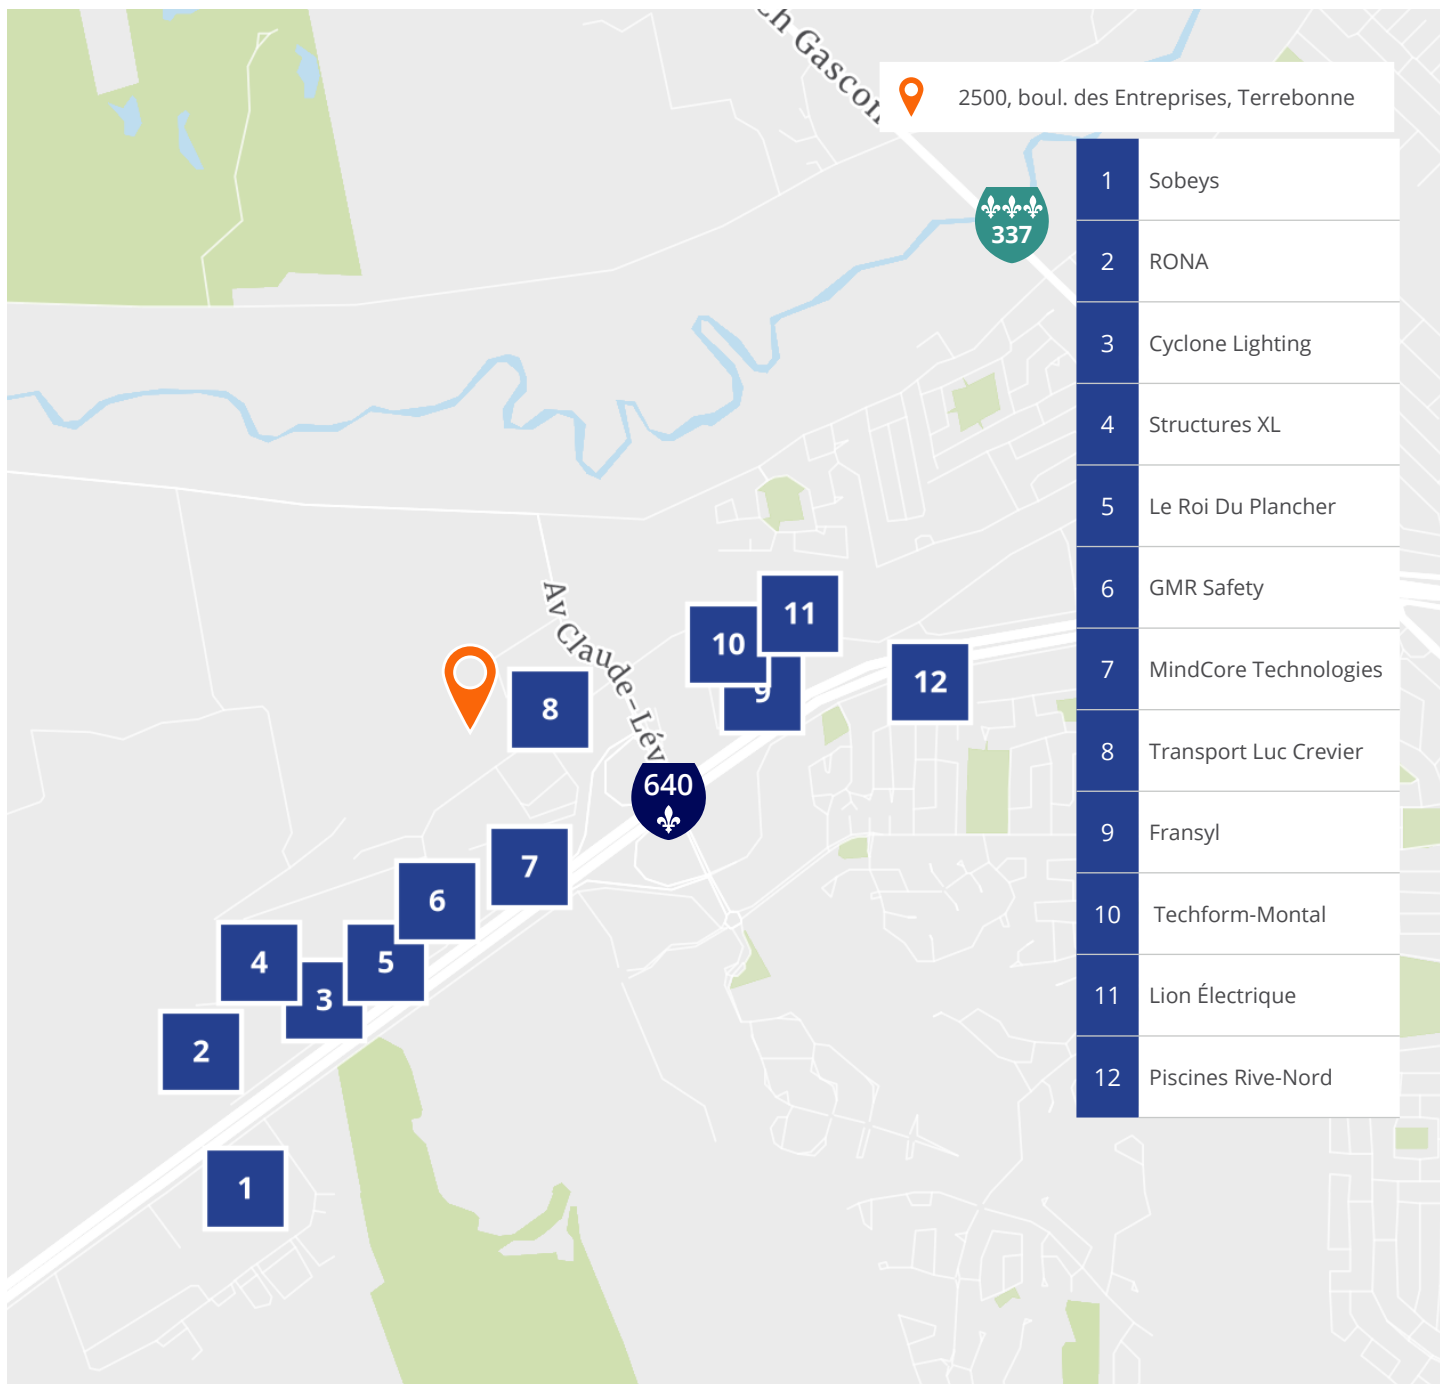 ch Gascon
2500, boul. des Entreprises, Terrebonne
337
1 Sobeys
2 RONA
3 Cyclone Lighting
4 Structures XL
5 Le Roi Du Plancher
6 GMR Safety
7 MindCore Technologies
8 Transport Luc Crevier
9 Fransyl
10 Techform-Montal
11 Lion Électrique
12 Piscines Rive-Nord
Av Claude-Lév
11
10
9
12
8
640
7
6
5
4
3
2
1